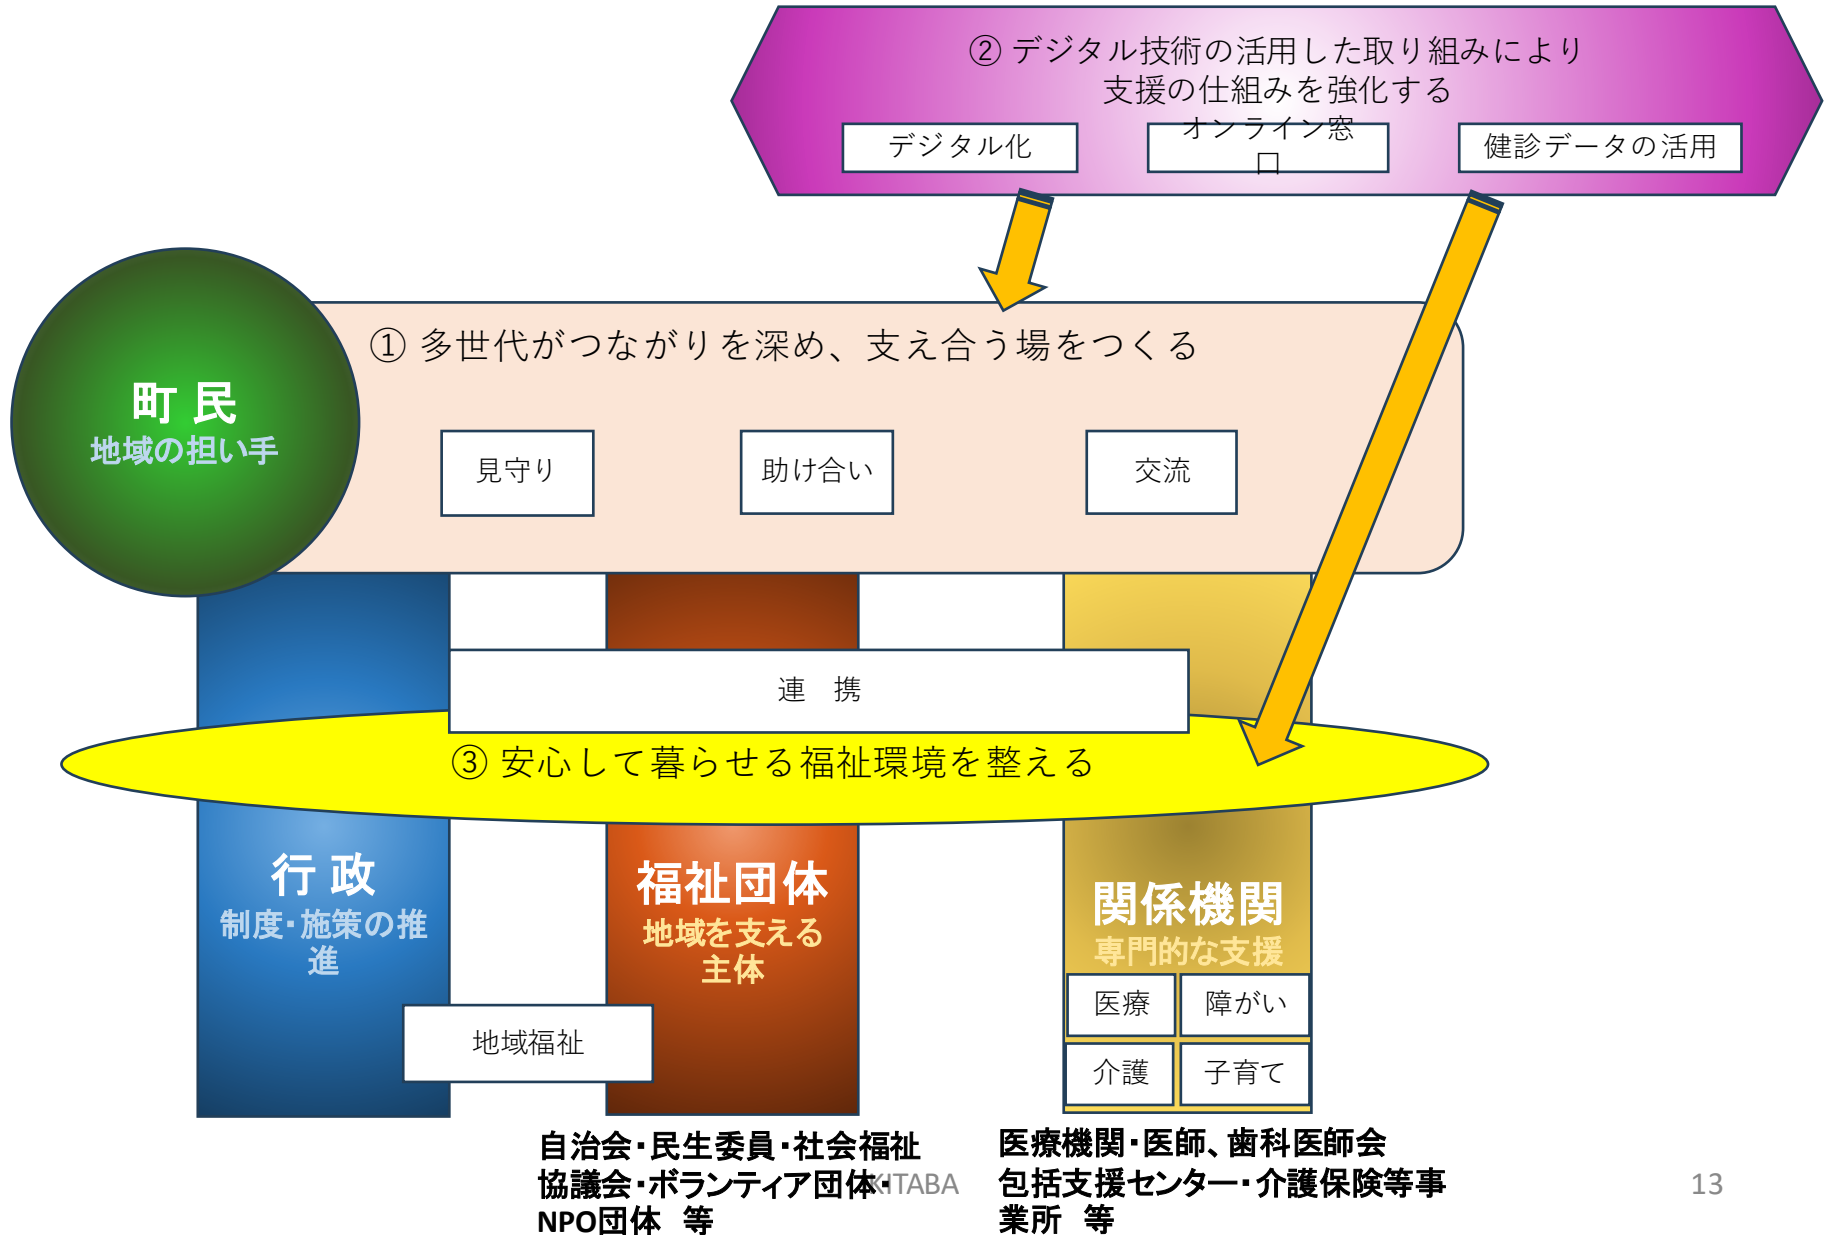 ② デジタル技術の活用した取り組みにより
支援の仕組みを強化する
デジタル化
オンライン窓
口
健診データの活用
① 多世代がつながりを深め、支え合う場をつくる
町 民
地域の担い手
見守り
助け合い
交流
連　携
③ 安心して暮らせる福祉環境を整える
行 政
制度・施策の推
進
福祉団体
地域を支える
主体
関係機関
専門的な支援
医療
障がい
介護
子育て
地域福祉
自治会・民生委員・社会福祉
協議会・ボランティア団体・
NPO団体　等
医療機関・医師、歯科医師会
包括支援センター・介護保険等事
業所　等
KITABA
13